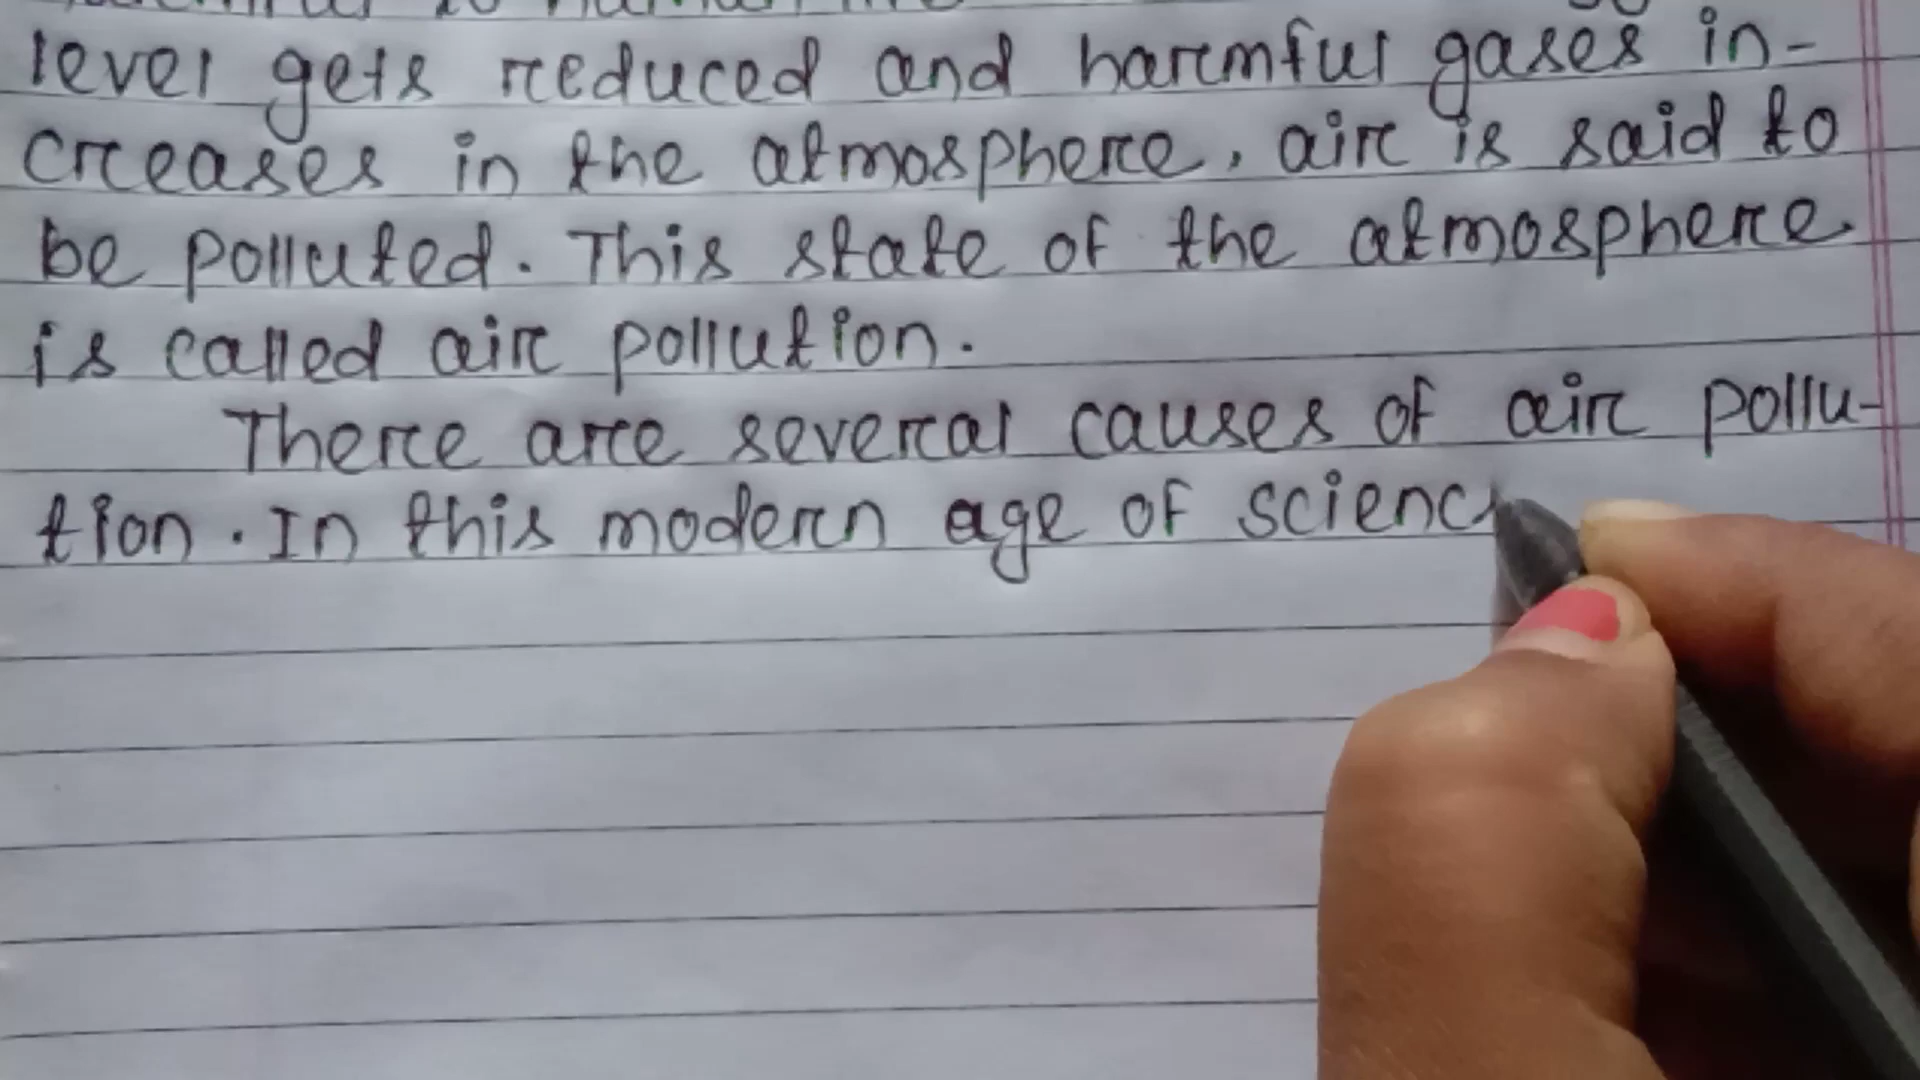 level gets reduced and harmful gases in-
creases in the atmosphere, air is said to
be polluted. This state of the atmosphere
is called air pollution.
There are several causes of air pollu-
tion. In this modern age of scienc